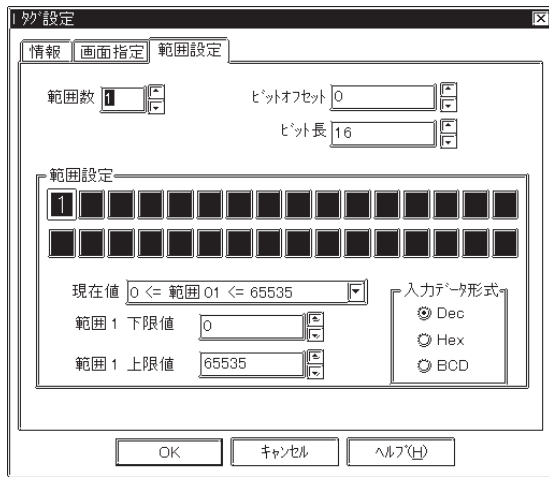 I ﾀｸﾞ設定
情報 画面指定 範囲設定
範囲数 1
ﾋﾞｯﾄｵﾌｾｯﾄ 0
ﾋﾞｯﾄ長 16
範囲設定
1
現在値 0 <= 範囲 01 <= 65535
範囲 1 下限値 0
範囲 1 上限値 65535
入力ﾃﾞｰﾀ形式
Dec
Hex
BCD
OK ｷｬﾝｾﾙ ﾍﾙﾌﾟ(H)